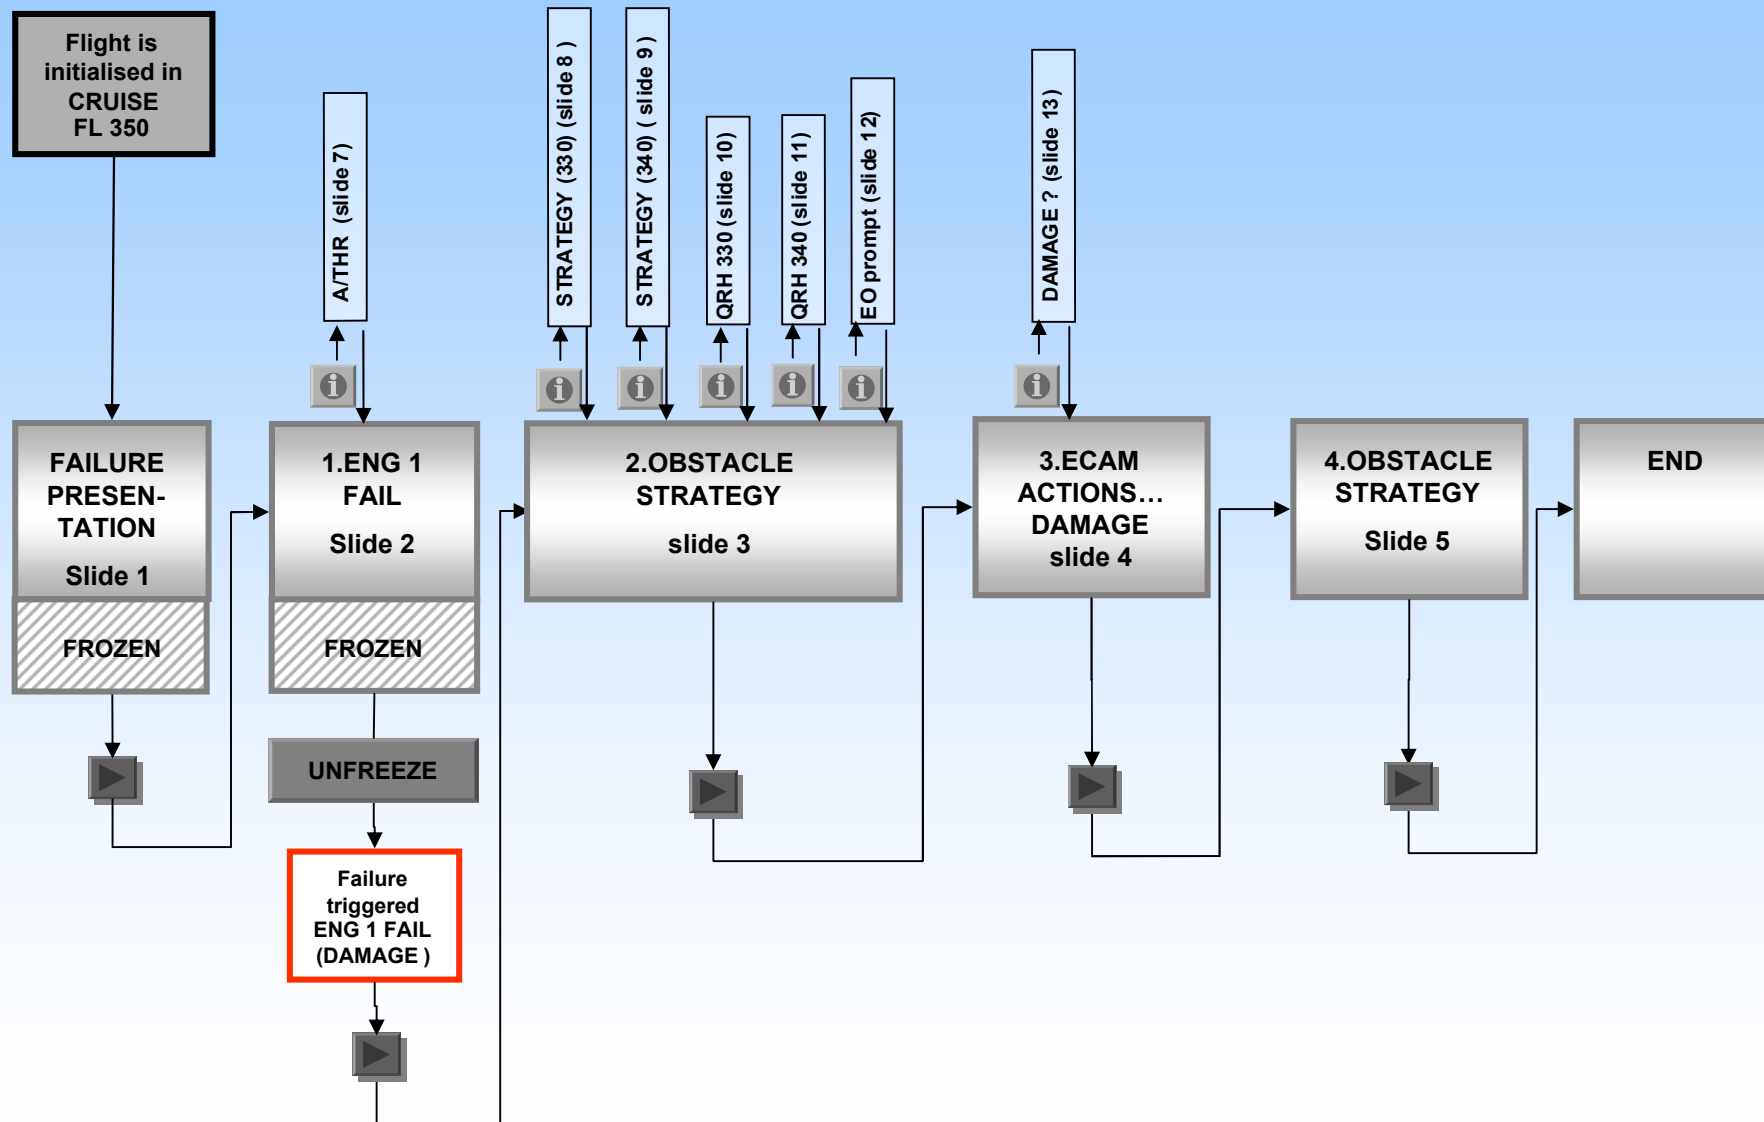 Flight is
initialised in
CRUISE
FL 350
A/THR (slide 7)
STRATEGY (330) (slide 8 )
STRATEGY (340) ( slide 9 )
QRH 330 (slide 10)
QRH 340 (slide 11)
EO prompt (slide 12)
DAMAGE ? (slide 13)
i
i
i
i
i
i
i
FAILURE
PRESEN-
TATION
Slide 1
FROZEN
1.ENG 1
FAIL
Slide 2
FROZEN
UNFREEZE
Failure
triggered
ENG 1 FAIL
(DAMAGE )
2.OBSTACLE
STRATEGY
slide 3
3.ECAM
ACTIONS…
DAMAGE
slide 4
4.OBSTACLE
STRATEGY
Slide 5
END